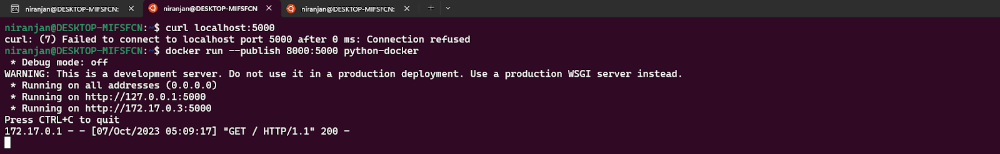 niranjan@DESKTOP-MIFSFCN: × niranjan@DESKTOP-MIFSFCN × niranjan@DESKTOP-MIFSFCN: × +
niranjan@DESKTOP-MIFSFCN:~$ curl localhost:5000
curl: (7) Failed to connect to localhost port 5000 after 0 ms: Connection refused
niranjan@DESKTOP-MIFSFCN:~$ docker run --publish 8000:5000 python-docker
 * Debug mode: off
WARNING: This is a development server. Do not use it in a production deployment. Use a production WSGI server instead.
 * Running on all addresses (0.0.0.0)
 * Running on http://127.0.0.1:5000
 * Running on http://172.17.0.3:5000
Press CTRL+C to quit
172.17.0.1 - - [07/Oct/2023 05:09:17] "GET / HTTP/1.1" 200 -